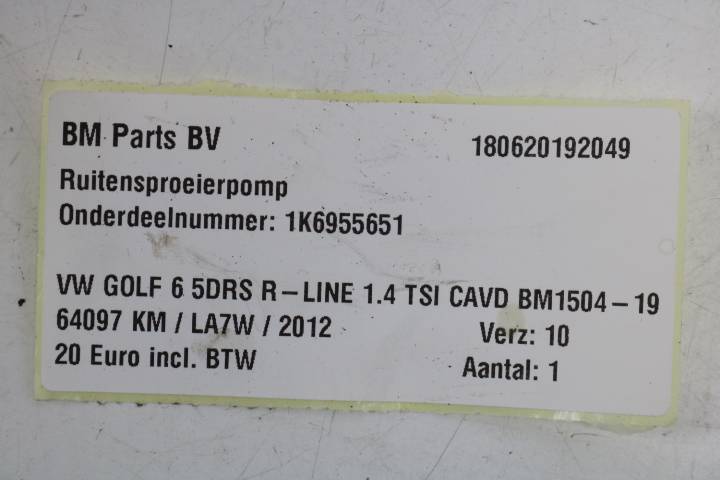 BM Parts BV 180620192049
Ruitensproeierpomp
Onderdeelnummer: 1K6955651
VW GOLF 6 5DRS R-LINE 1.4 TSI CAVD BM1504-19
64097 KM / LA7W / 2012 Verz: 10
20 Euro incl. BTW Aantal: 1